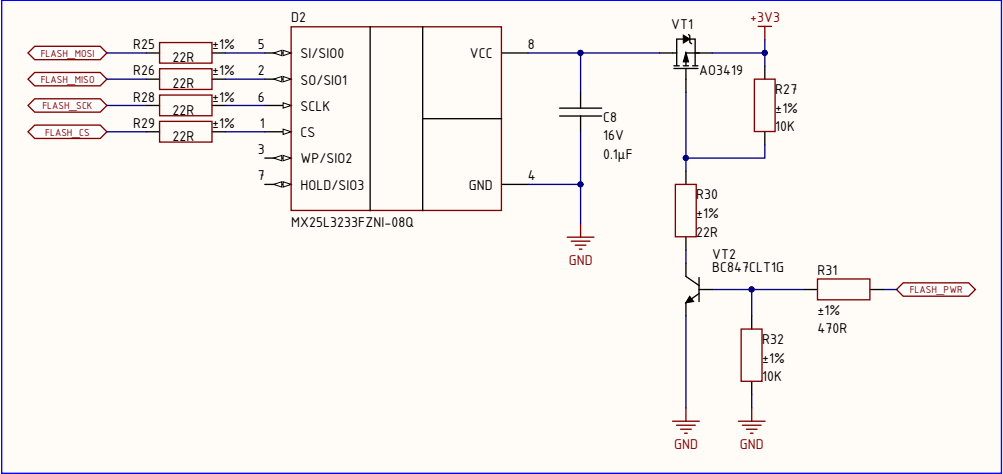 D2
VT1
+3V3
FLASH_MOSI
R25
±1%
22R
5
SI/SIO0
VCC
8
AO3419
FLASH_MISO
R26
±1%
22R
2
SO/SIO1
R27
±1%
10K
FLASH_SCK
R28
±1%
22R
6
SCLK
C8
16V
0.1µF
FLASH_CS
R29
±1%
22R
1
CS
3
WP/SIO2
7
HOLD/SIO3
GND
4
MX25L3233FZNI-08Q
GND
R30
±1%
22R
VT2
BC847CLT1G
R31
±1%
470R
FLASH_PWR
R32
±1%
10K
GND
GND